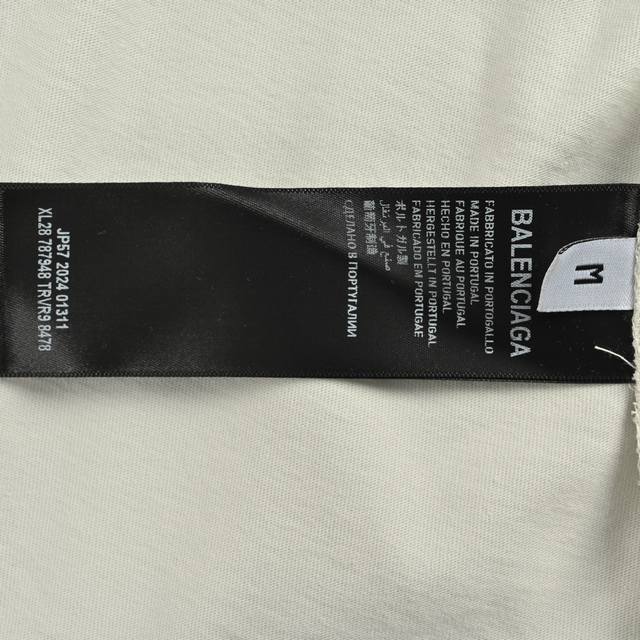 M
BALENCIAGA
FABBRICATO IN PORTOGALLO
MADE IN PORTUGAL
FABRIQUÉ AU PORTUGAL
HECHO EN PORTUGAL
HERGESTELLT IN PORTUGAL
FABRICADO EM PORTUGAE
ポルトガル製
صنع في البرتغال
葡萄牙制造
СДЕЛАНО В ПОРТУГАЛИИ
JP57 2024 01311
XL28 787948 TRVR9 8478